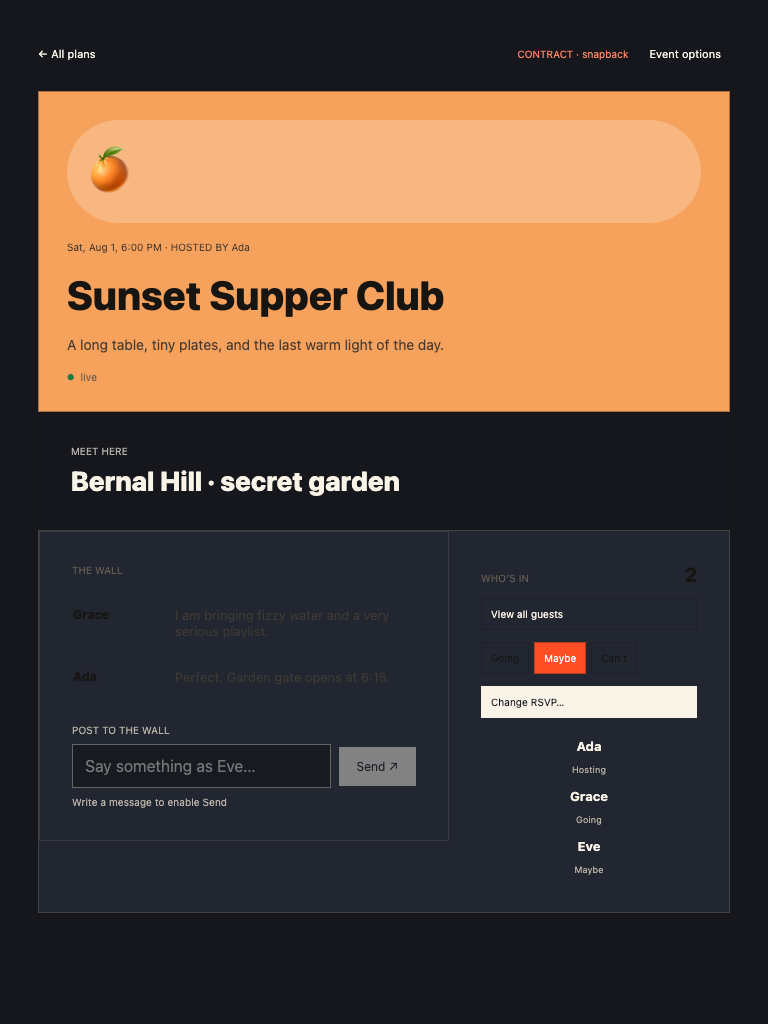 ← All plans
CONTRACT · snapback
Event options
Sat, Aug 1, 6:00 PM · HOSTED BY Ada
Sunset Supper Club
A long table, tiny plates, and the last warm light of the day.
live
MEET HERE
Bernal Hill · secret garden
THE WALL
Grace
I am bringing fizzy water and a very
serious playlist.
Ada
Perfect. Garden gate opens at 6:15.
POST TO THE WALL
Say something as Eve...
Send ↗
Write a message to enable Send
WHO'S IN
2
View all guests
Going
Maybe
Can't
Change RSVP...
Ada
Hosting
Grace
Going
Eve
Maybe